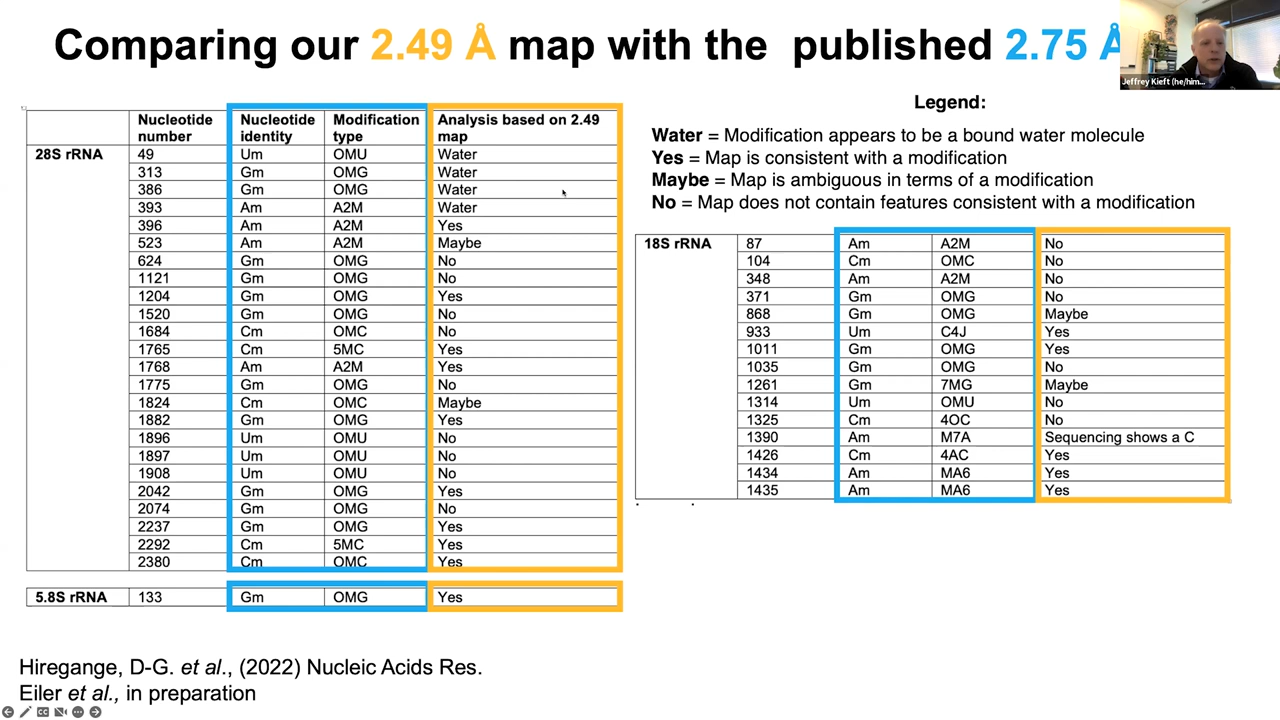 Comparing our 2.49 Å map with the published 2.75 Å
Jeffrey Kieft (he/him...
Nucleotide number Nucleotide identity Modification type Analysis based on 2.49 map
28S rRNA 49 Um OMU Water
313 Gm OMG Water
386 Gm OMG Water
393 Am A2M Water
396 Am A2M Yes
523 Am A2M Maybe
624 Gm OMG No
1121 Gm OMG No
1204 Gm OMG Yes
1520 Gm OMG No
1684 Cm OMC No
1765 Cm 5MC Yes
1768 Am A2M Yes
1775 Gm OMG No
1824 Cm OMC Maybe
1882 Gm OMG Yes
1896 Um OMU No
1897 Um OMU No
1908 Um OMU No
2042 Gm OMG Yes
2074 Gm OMG No
2237 Gm OMG Yes
2292 Cm 5MC Yes
2380 Cm OMC Yes
5.8S rRNA 133 Gm OMG Yes
Legend:
Water = Modification appears to be a bound water molecule
Yes = Map is consistent with a modification
Maybe = Map is ambiguous in terms of a modification
No = Map does not contain features consistent with a modification
18S rRNA 87 Am A2M No
104 Cm OMC No
348 Am A2M No
371 Gm OMG No
868 Gm OMG Maybe
933 Um C4J Yes
1011 Gm OMG Yes
1035 Gm OMG No
1261 Gm 7MG Maybe
1314 Um OMU No
1325 Cm 4OC No
1390 Am M7A Sequencing shows a C
1426 Cm 4AC Yes
1434 Am MA6 Yes
1435 Am MA6 Yes
Hiregange, D-G. et al., (2022) Nucleic Acids Res.
Eiler et al., in preparation